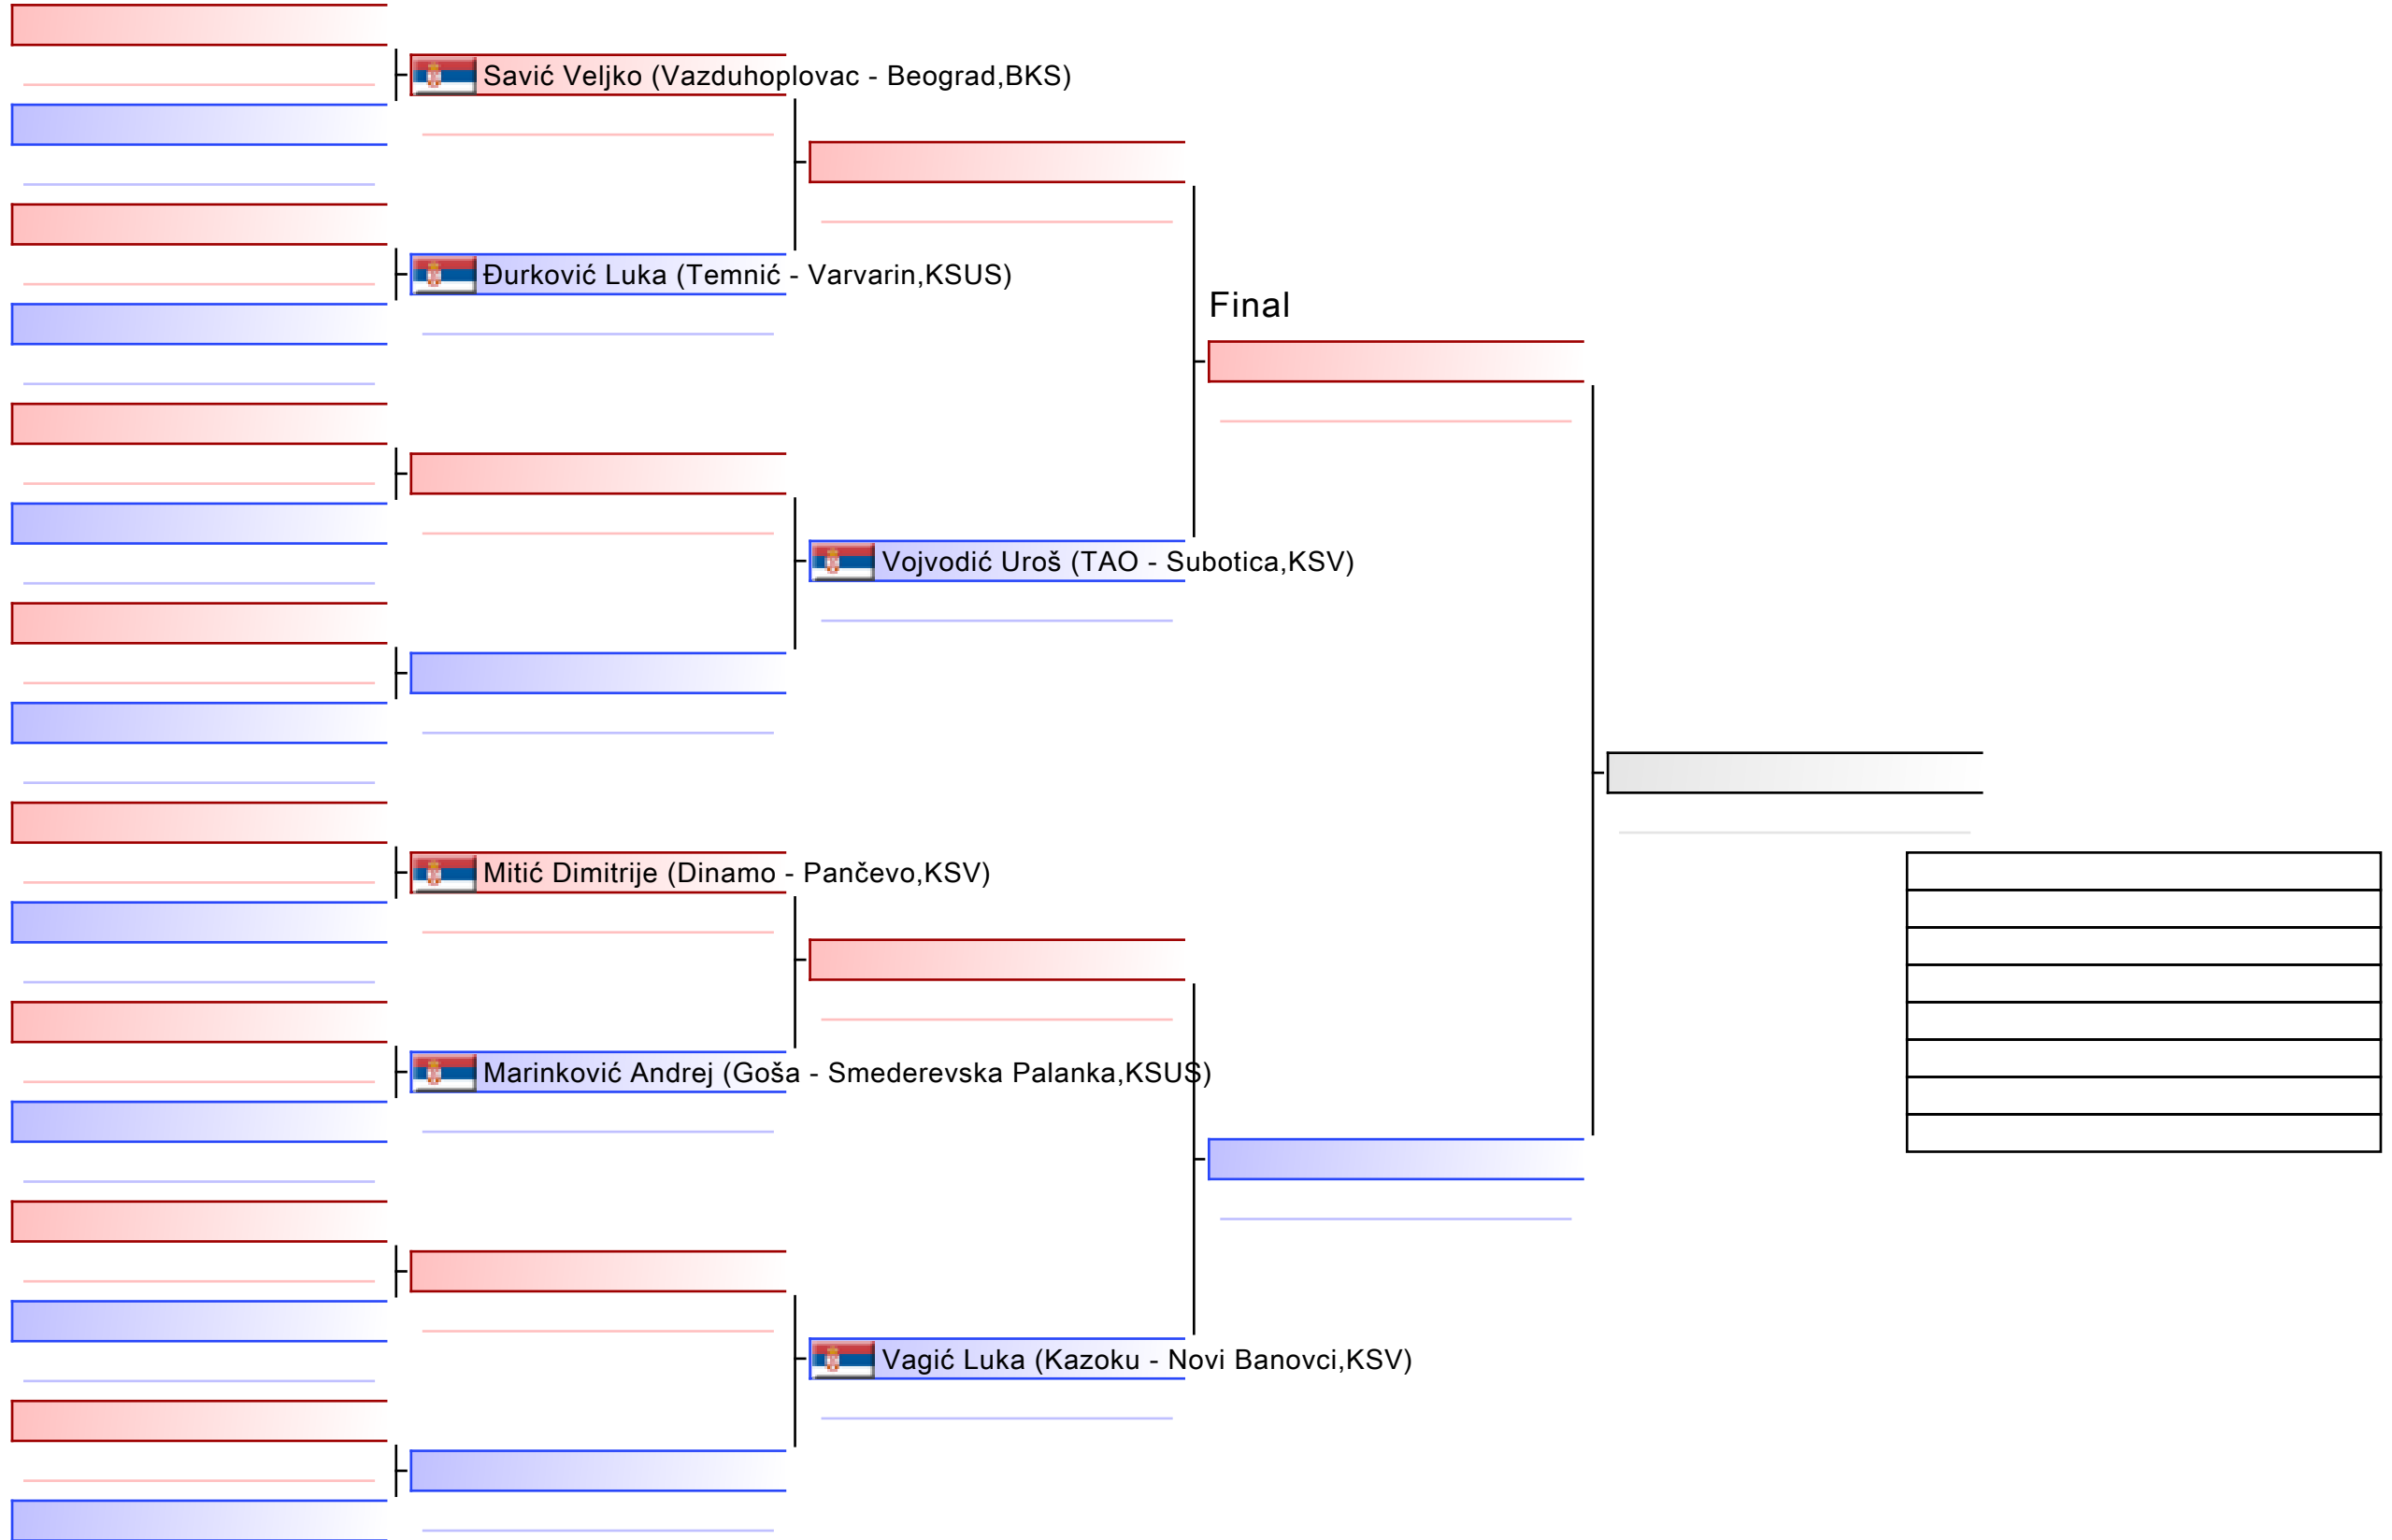 Savić Veljko (Vazduhoplovac - Beograd,BKS)
Đurković Luka (Temnić - Varvarin,KSUS)
Final
Vojvodić Uroš (TAO - Subotica,KSV)
Mitić Dimitrije (Dinamo - Pančevo,KSV)
Marinković Andrej (Goša - Smederevska Palanka,KSUS)
Vagić Luka (Kazoku - Novi Banovci,KSV)